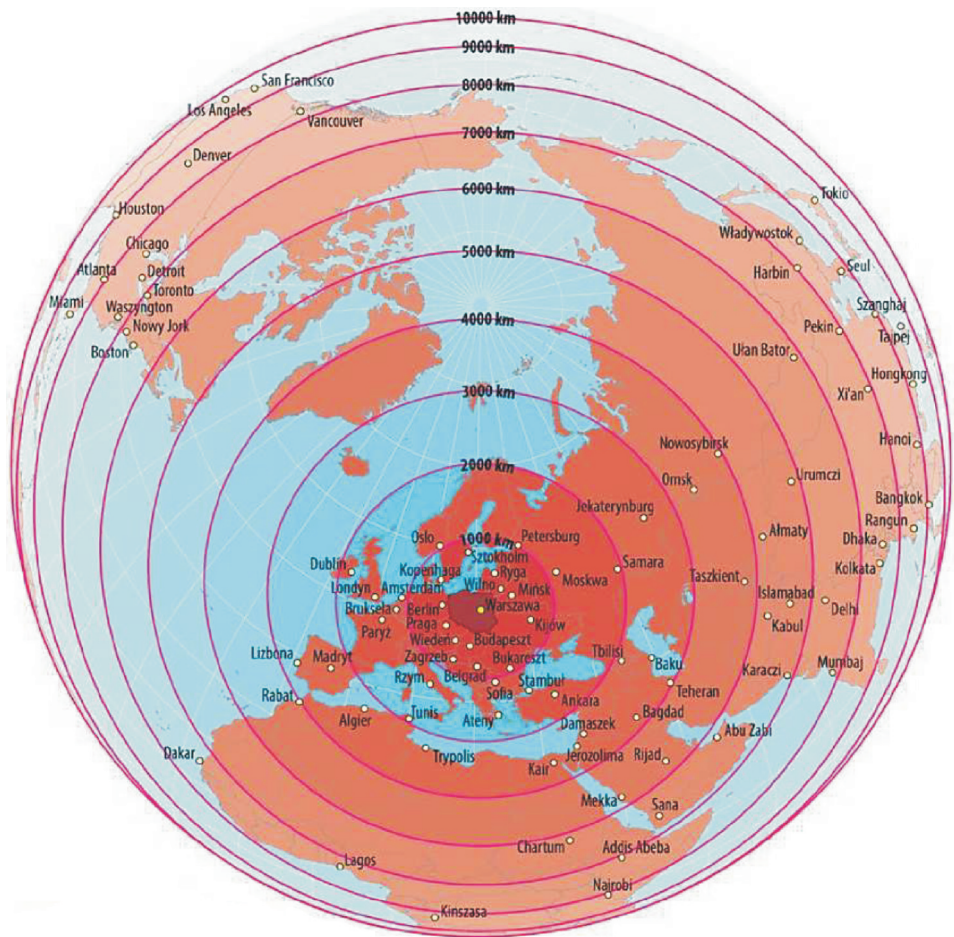 10000 km
9000 km
8000 km
7000 km
6000 km
5000 km
4000 km
3000 km
2000 km
1000 km
San Francisco
Los Angeles
Vancouver
Denver
Houston
Chicago
Atlanta
Detroit
Toronto
Miami
Waszyngton
Nowy Jork
Boston
Tokio
Władywostok
Harbin
Seul
Szanghaj
Pekin
Tajpej
Ułan Bator
Hongkong
Xi'an
Nowosybirsk
Hanoi
Omsk
Urumczi
Jekaterynburg
Bangkok
Rangun
Ałmaty
Dhaka
Kolkata
Oslo
Petersburg
Sztokholm
Dublin
Kopenhaga
Ryga
Moskwa
Samara
Taszkient
Londyn
Amsterdam
Wilno
Mińsk
Islamabad
Delhi
Bruksela
Berlin
Warszawa
Kabul
Paryż
Praga
Kijów
Wiedeń
Budapeszt
Lizbona
Madryt
Zagrzeb
Bukareszt
Tbilisi
Baku
Karaczi
Mumbaj
Rzym
Belgrad
Stambuł
Teheran
Rabat
Sofia
Ankara
Algier
Tunis
Ateny
Damaszek
Bagdad
Abu Zabi
Dakar
Trypolis
Kair
Jerozolima
Rijad
Mekka
Sana
Chartum
Addis Abeba
Lagos
Nairobi
Kinszasa